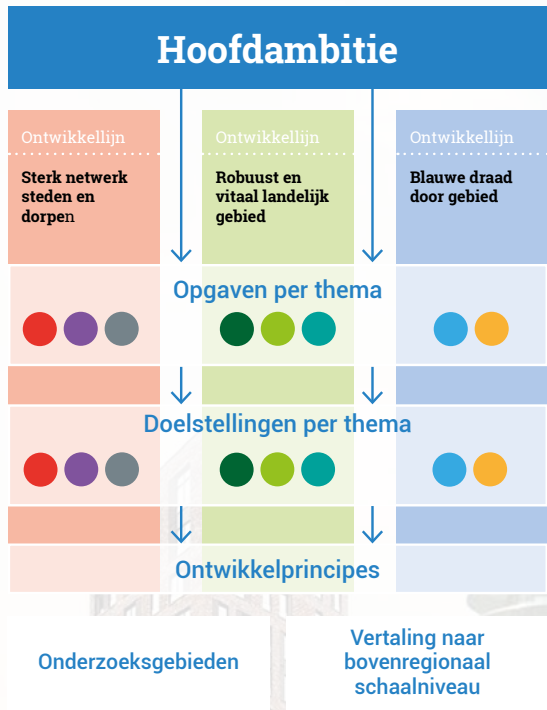 Hoofdambitie
Ontwikkellijn
Sterk netwerk
steden en
dorpen
Ontwikkellijn
Robuust en
vitaal landelijk
gebied
Ontwikkellijn
Blauwe draad
door gebied
Opgaven per thema
Doelstellingen per thema
Ontwikkelprincipes
Onderzoeksgebieden
Vertaling naar
bovenregionaal
schaalniveau